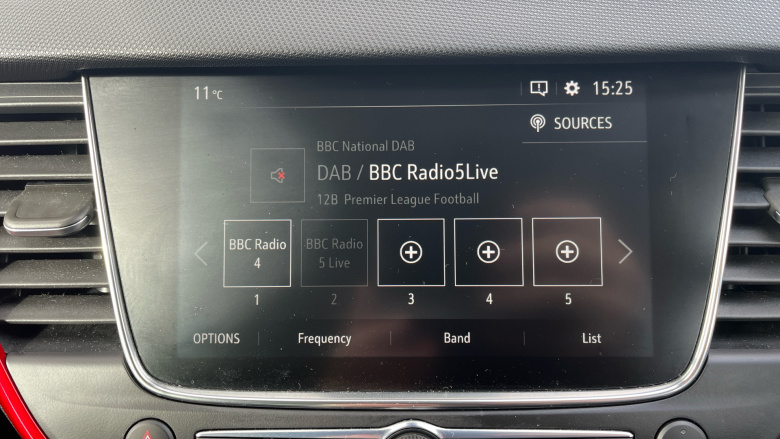 11°C
15:25
SOURCES
BBC National DAB
DAB / BBC Radio5Live
12B Premier League Football
BBC Radio
4
BBC Radio
5 Live
1 2 3 4 5
OPTIONS Frequency Band List